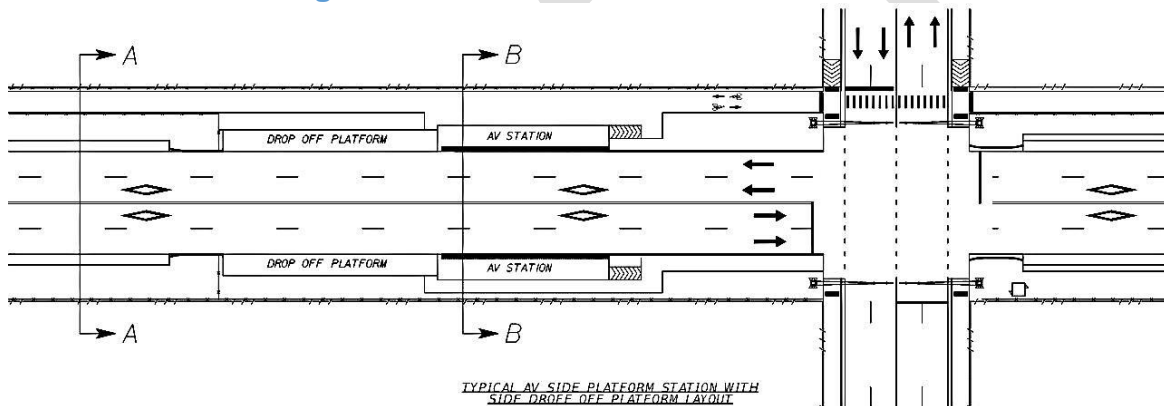 A
B
DROP OFF PLATFORM
AV STATION
DROP OFF PLATFORM
AV STATION
A
B
TYPICAL AV SIDE PLATFORM STATION WITH
SIDE DROFF OFF PLATFORM LAYOUT